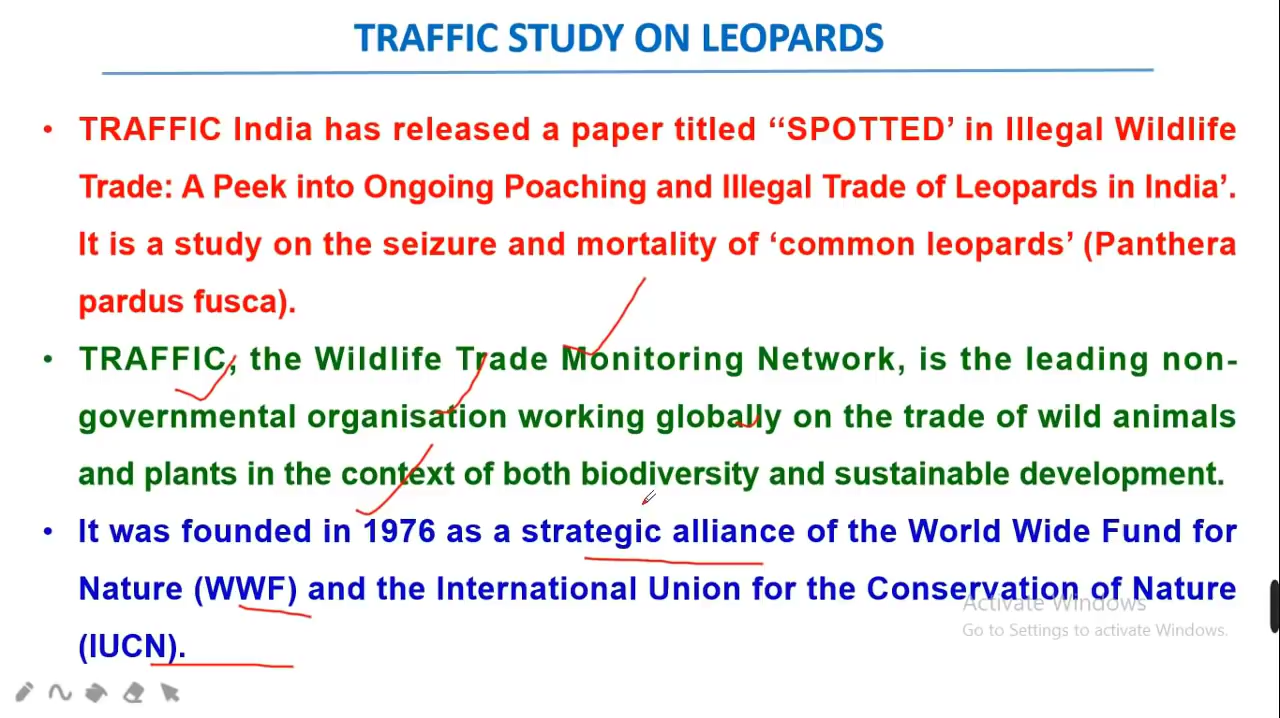 TRAFFIC STUDY ON LEOPARDS
• TRAFFIC India has released a paper titled “SPOTTED’ in Illegal Wildlife
Trade: A Peek into Ongoing Poaching and Illegal Trade of Leopards in India’.
It is a study on the seizure and mortality of ‘common leopards’ (Panthera
pardus fusca).
• TRAFFIC, the Wildlife Trade Monitoring Network, is the leading non-
governmental organisation working globally on the trade of wild animals
and plants in the context of both biodiversity and sustainable development.
• It was founded in 1976 as a strategic alliance of the World Wide Fund for
Nature (WWF) and the International Union for the Conservation of Nature
(IUCN).
Activate Windows
Go to Settings to activate Windows.